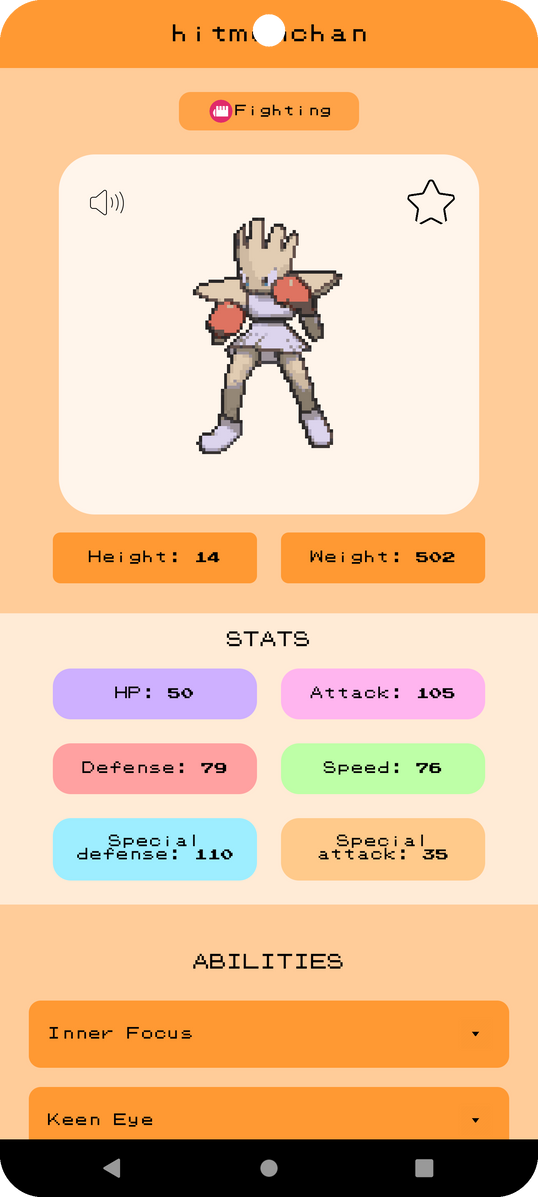 hitmonchan
Fighting
Height: 14
Weight: 502
STATS
HP: 50
Attack: 105
Defense: 79
Speed: 76
Special
defense: 110
Special
attack: 35
ABILITIES
Inner Focus
Keen Eye